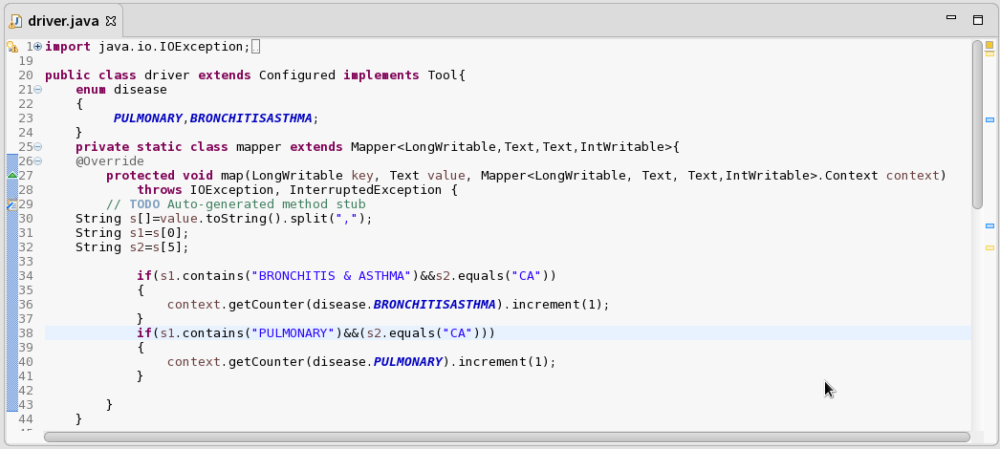 driver.java
1 import java.io.IOException;
19
20 public class driver extends Configured implements Tool{
21     enum disease
22     {
23          PULMONARY,BRONCHITISASTHMA;
24     }
25     private static class mapper extends Mapper<LongWritable,Text,Text,IntWritable>{
26     @Override
27         protected void map(LongWritable key, Text value, Mapper<LongWritable, Text, Text,IntWritable>.Context context)
28             throws IOException, InterruptedException {
29         // TODO Auto-generated method stub
30     String s[]=value.toString().split(",");
31     String s1=s[0];
32     String s2=s[5];
33
34             if(s1.contains("BRONCHITIS & ASTHMA")&&s2.equals("CA"))
35             {
36                 context.getCounter(disease.BRONCHITISASTHMA).increment(1);
37             }
38             if(s1.contains("PULMONARY")&&(s2.equals("CA")))
39             {
40                 context.getCounter(disease.PULMONARY).increment(1);
41             }
42
43         }
44     }